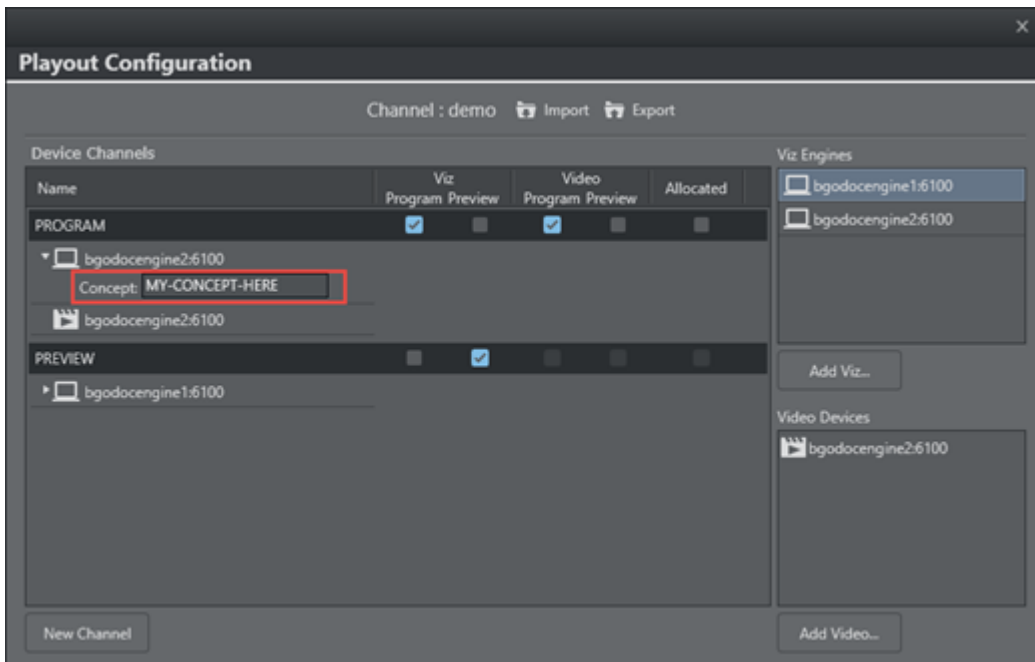 Playout Configuration
Channel : demo Import Export
Device Channels
Name Viz Program Preview Video Program Preview Allocated
PROGRAM
bgodocengine2:6100
Concept: MY-CONCEPT-HERE
bgodocengine2:6100
PREVIEW
bgodocengine1:6100
New Channel
Viz Engines
bgodocengine1:6100
bgodocengine2:6100
Add Viz...
Video Devices
bgodocengine2:6100
Add Video...